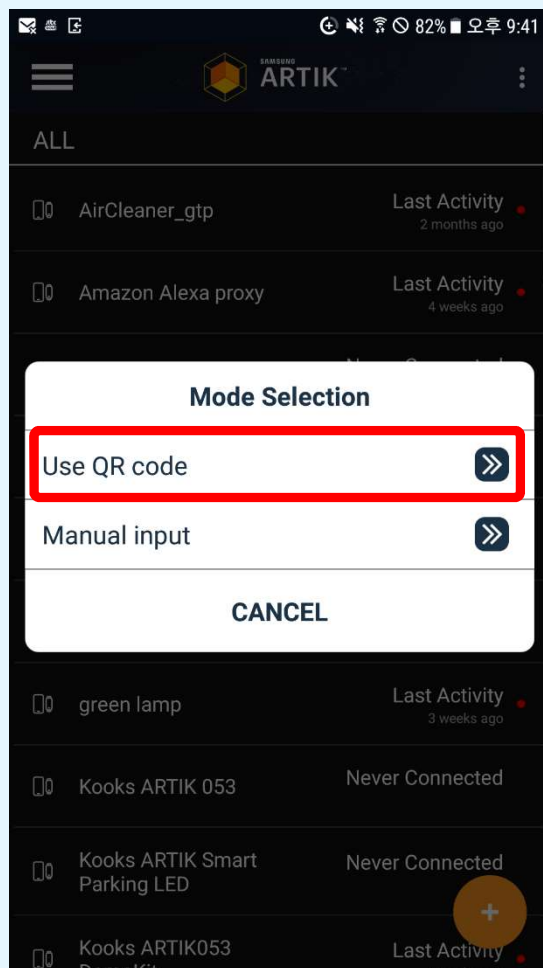 82% 오후 9:41
SAMSUNG
ARTIK™
ALL
AirCleaner_gtp
Last Activity
2 months ago
Amazon Alexa proxy
Last Activity
4 weeks ago
Mode Selection
Use QR code
Manual input
CANCEL
green lamp
Last Activity
3 weeks ago
Kooks ARTIK 053
Never Connected
Kooks ARTIK Smart
Parking LED
Never Connected
+
Kooks ARTIK053
Last Activity